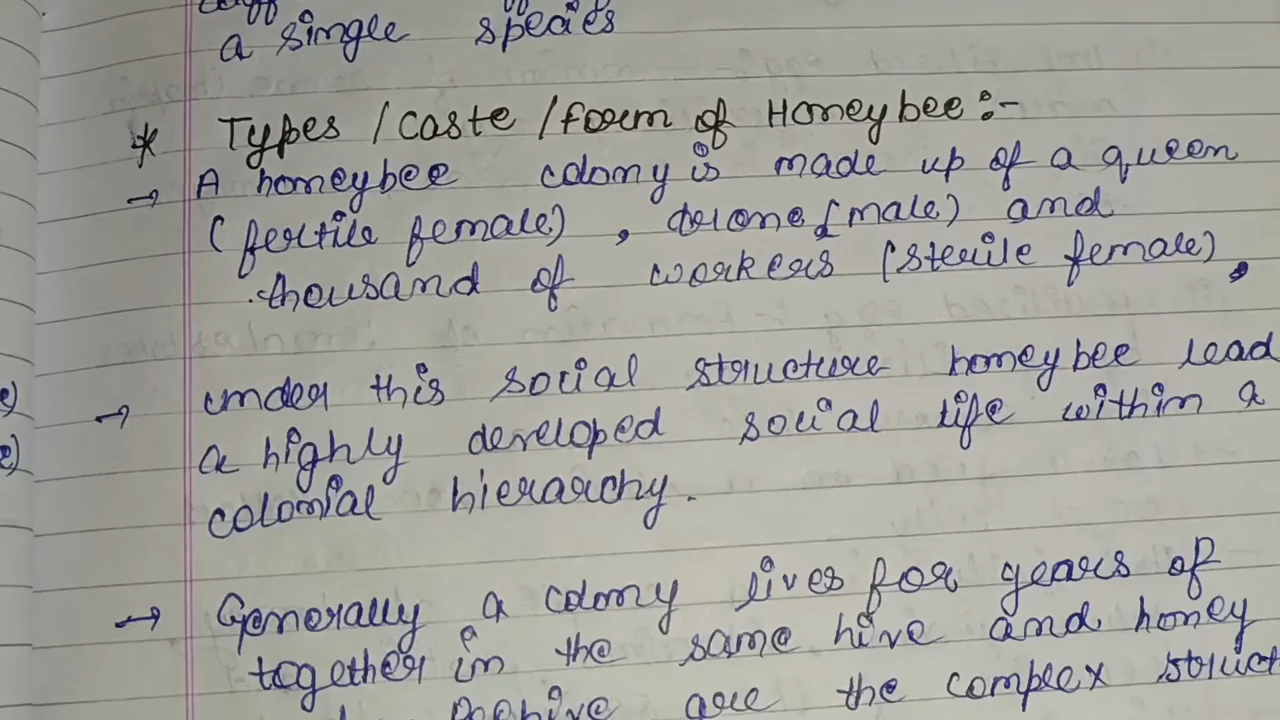 a single species
* Types / caste / form of Honeybee :-
→ A honeybee colony is made up of a queen
(fertile female) , drone (male) and
thousand of workers (sterile female) ,
→ under this social structure honeybee lead
a highly developed social life within a
colonial hierarchy.
→ Generally a colony lives for years of
together in the same hive and honey
are the complex struct